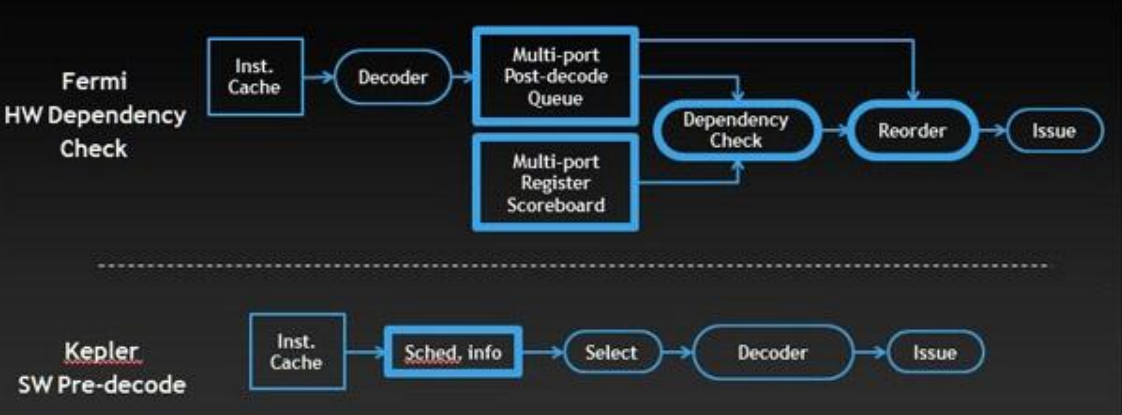 Fermi
HW Dependency
Check
Inst.
Cache
Decoder
Multi-port
Post-decode
Queue
Multi-port
Register
Scoreboard
Dependency
Check
Reorder
Issue
Kepler
SW Pre-decode
Inst.
Cache
Sched. info
Select
Decoder
Issue